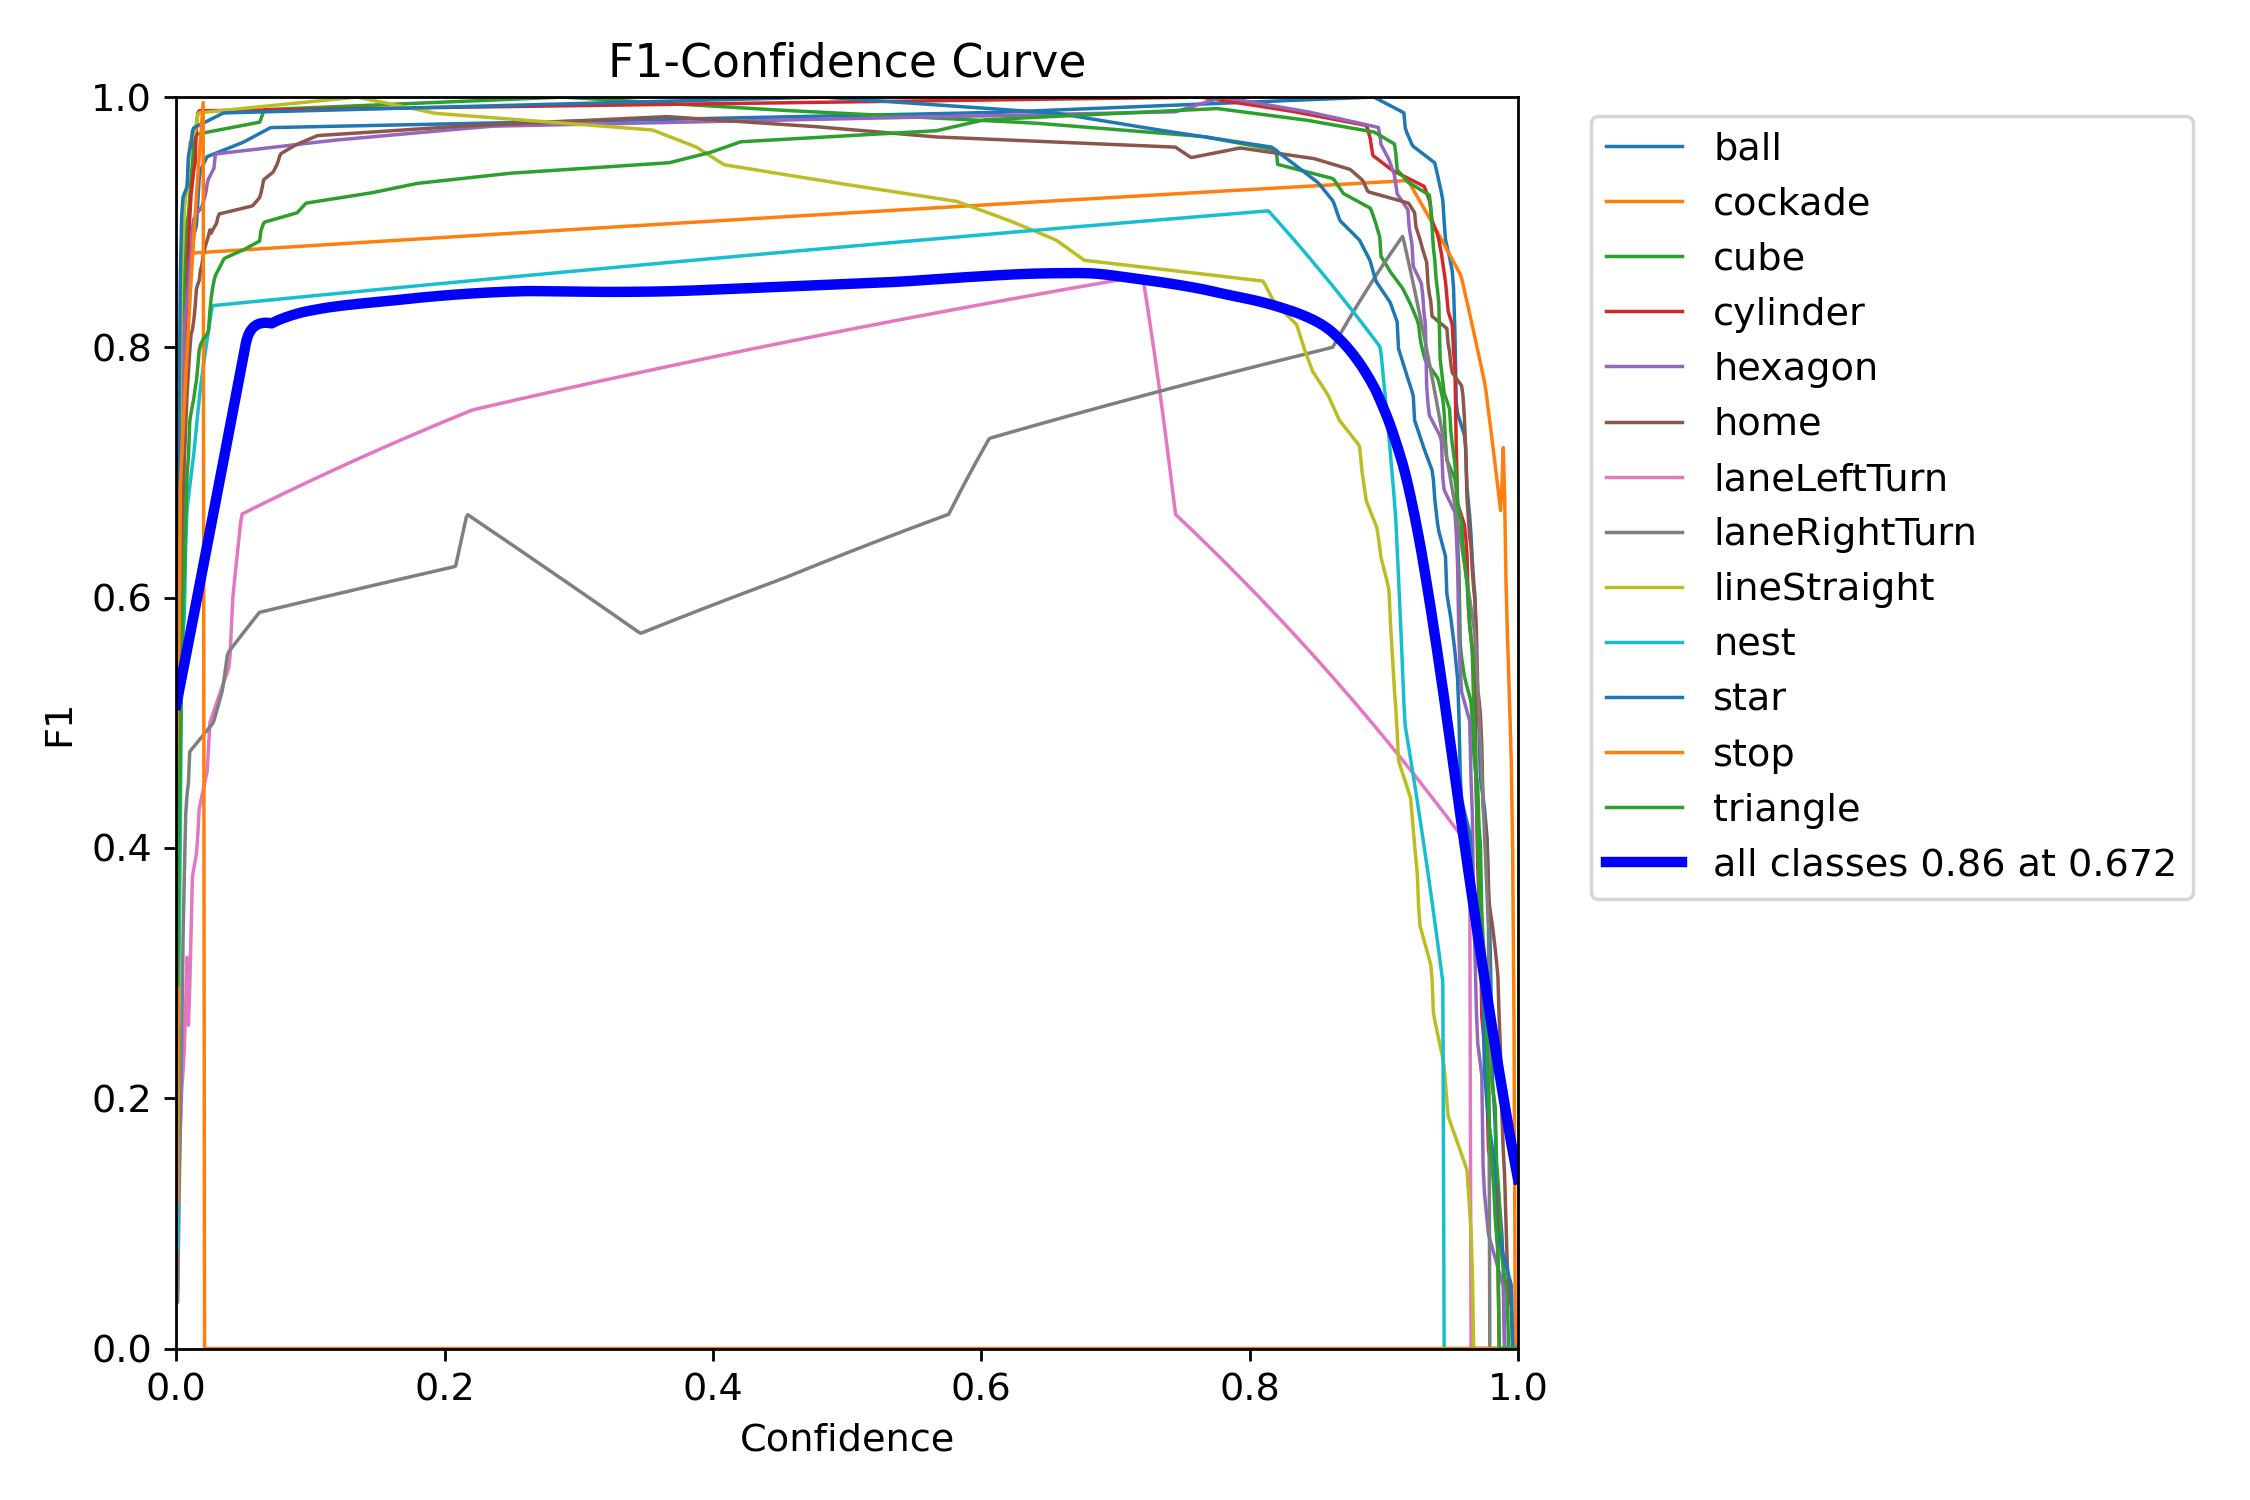 F1-Confidence Curve
1.0
0.8
0.6
0.4
0.2
0.0
F1
0.0 0.2 0.4 0.6 0.8 1.0
Confidence
ball
cockade
cube
cylinder
hexagon
home
laneLeftTurn
laneRightTurn
lineStraight
nest
star
stop
triangle
all classes 0.86 at 0.672